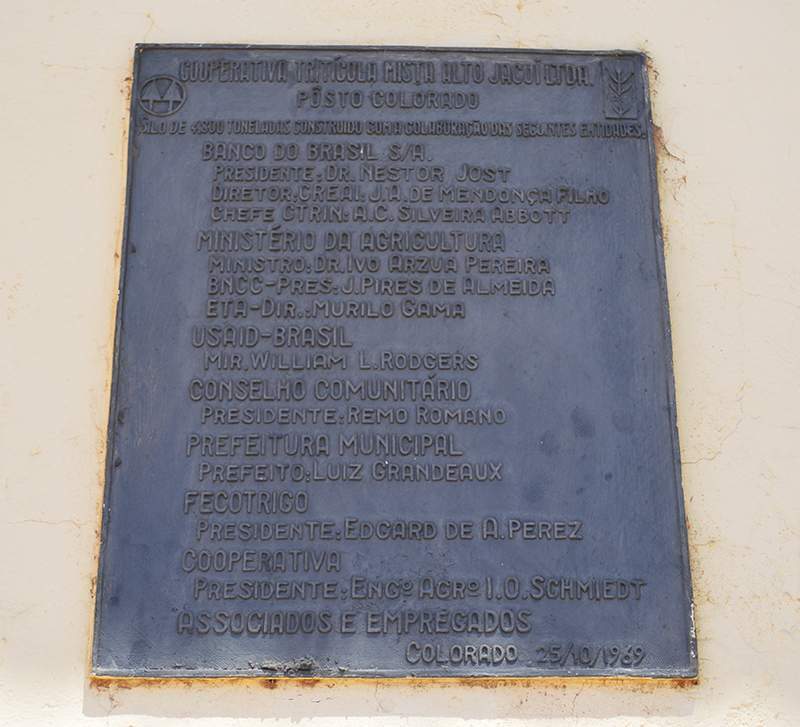 COOPERATIVA TRITÍCOLA MISTA ALTO JACUÍ LTDA.
PÔSTO COLORADO
SILO DE 4.800 TONELADAS CONSTRUIDO COM A COLABORAÇÃO DAS SEGUINTES ENTIDADES.
BANCO DO BRASIL S/A.
PRESIDENTE: DR. NESTOR JOST
DIRETOR, CREAI: J.A. DE MENDONÇA FILHO
CHEFE CTRIN: A.C. SILVEIRA ABBOTT
MINISTÉRIO DA AGRICULTURA
MINISTRO: DR. IVO ARZUA PEREIRA
BNCC-PRES: J. PIRES DE ALMEIDA
ETA-DIR.: MURILO GAMA
USAID-BRASIL
MIR. WILLIAM L. RODGERS
CONSELHO COMUNITÁRIO
PRESIDENTE: REMO ROMANO
PREFEITURA MUNICIPAL
PREFEITO: LUIZ GRANDEAUX
FECOTRIGO
PRESIDENTE: EDGARD DE A. PEREZ
COOPERATIVA
PRESIDENTE: ENGº AGRº I.O. SCHMIEDT
ASSOCIADOS E EMPREGADOS
COLORADO 25/10/1969